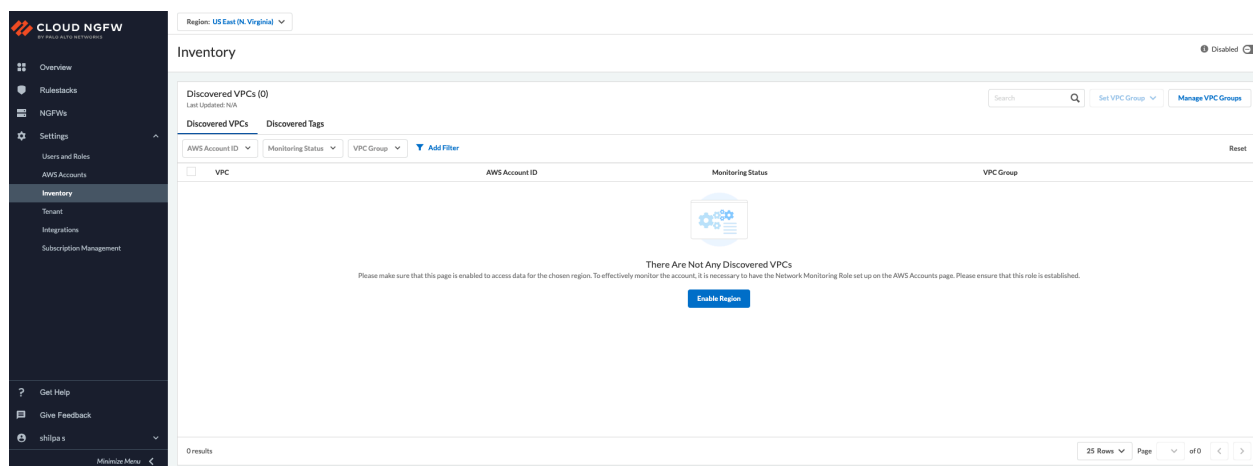 CLOUD NGFW
BY PALO ALTO NETWORKS
Overview
Rulestacks
NGFWs
Settings
Users and Roles
AWS Accounts
Inventory
Tenant
Integrations
Subscription Management
Get Help
Give Feedback
shilpa s
Minimize Menu
Region: US East (N. Virginia)
Inventory
Disabled
Discovered VPCs (0)
Last Updated: N/A
Search
Set VPC Group
Manage VPC Groups
Discovered VPCs Discovered Tags
AWS Account ID Monitoring Status VPC Group Add Filter Reset
VPC AWS Account ID Monitoring Status VPC Group
There Are Not Any Discovered VPCs
Please make sure that this page is enabled to access data for the chosen region. To effectively monitor the account, it is necessary to have the Network Monitoring Role set up on the AWS Accounts page. Please ensure that this role is established.
Enable Region
0 results 25 Rows Page of 0